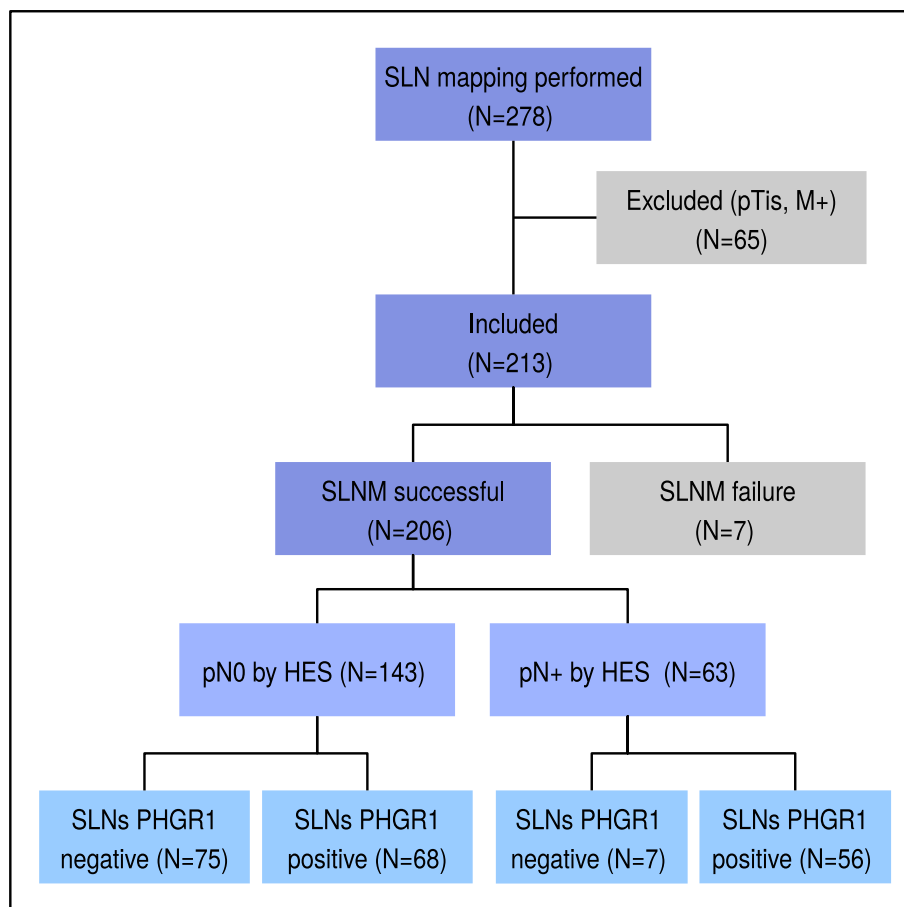 SLN mapping performed
(N=278)
Excluded (pTis, M+)
(N=65)
Included
(N=213)
SLNM successful
(N=206)
SLNM failure
(N=7)
pN0 by HES (N=143)
pN+ by HES (N=63)
SLNs PHGR1
negative (N=75)
SLNs PHGR1
positive (N=68)
SLNs PHGR1
negative (N=7)
SLNs PHGR1
positive (N=56)